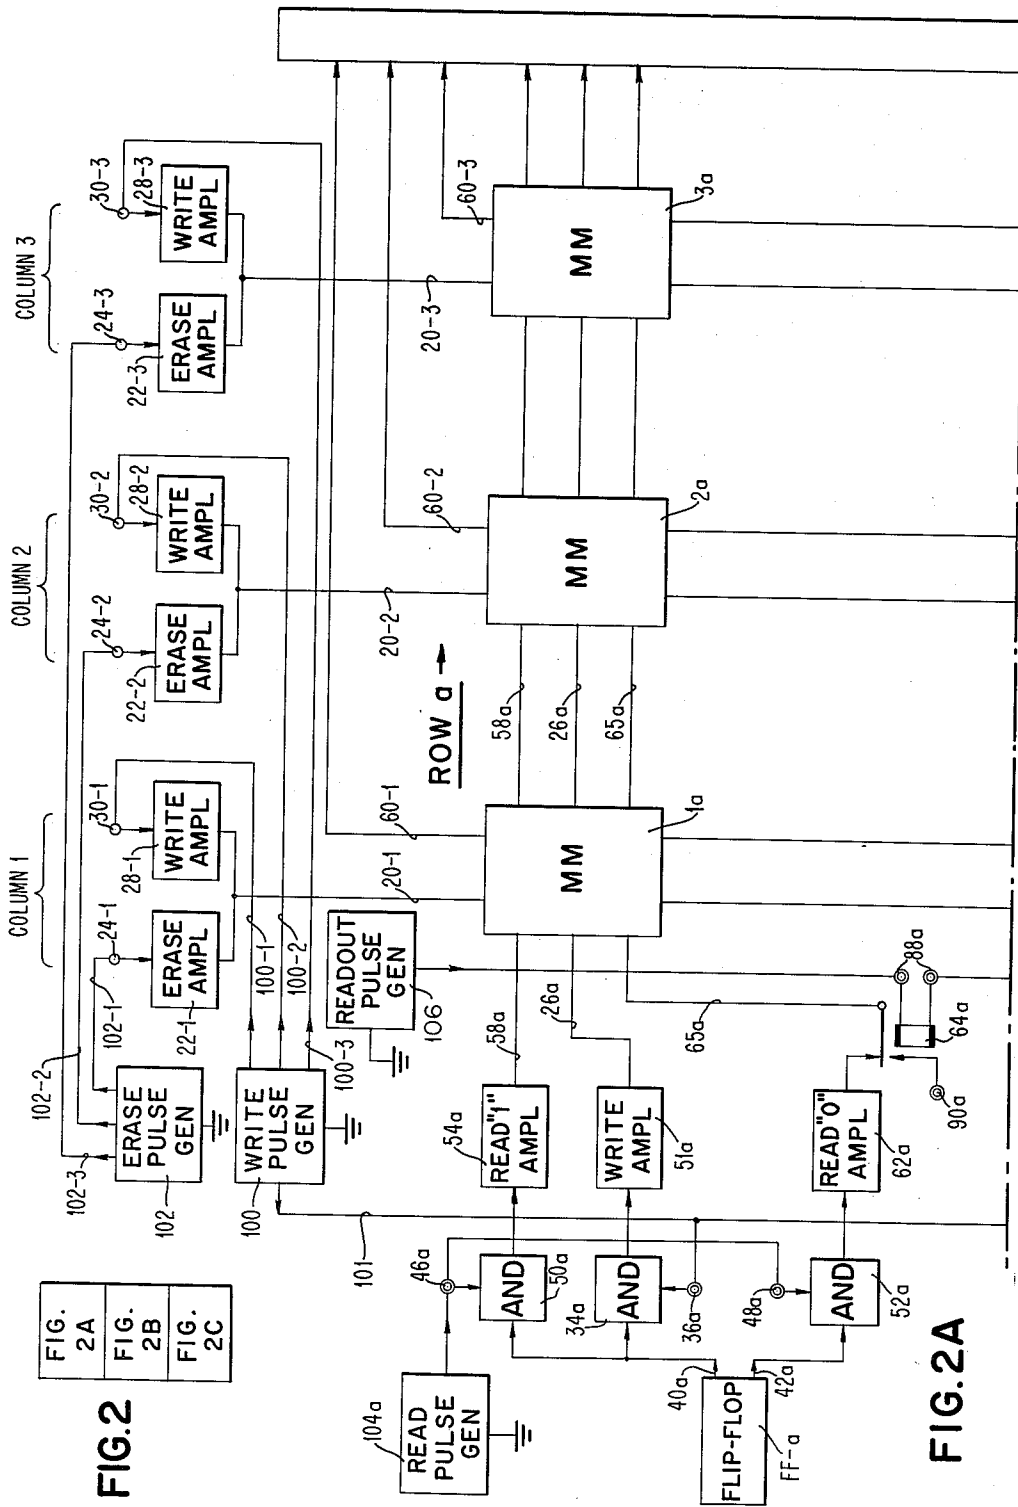 FIG.2
FIG.
2A
FIG.
2B
FIG.
2C
COLUMN 1
COLUMN 2
COLUMN 3
102-3
102-2
102-1
24-1
30-1
24-2
30-2
24-3
30-3
ERASE
PULSE
GEN
102
ERASE
AMPL
22-1
WRITE
AMPL
28-1
ERASE
AMPL
22-2
WRITE
AMPL
28-2
ERASE
AMPL
22-3
WRITE
AMPL
28-3
WRITE
PULSE
GEN
100
100-1
100-2
100-3
101
READOUT
PULSE
GEN
106
20-1
60-1
20-2
60-2
20-3
60-3
ROW a →
104a
READ
PULSE
GEN
46a
AND
50a
54a
READ"1"
AMPL
58a
MM
58a
MM
MM
34a
AND
WRITE
AMPL
51a
26a
26a
36a
65a
65a
1a
2a
3a
40a
42a
48a
FLIP-FLOP
FF-a
AND
52a
READ"0"
AMPL
62a
90a
64a
88a
FIG.2A